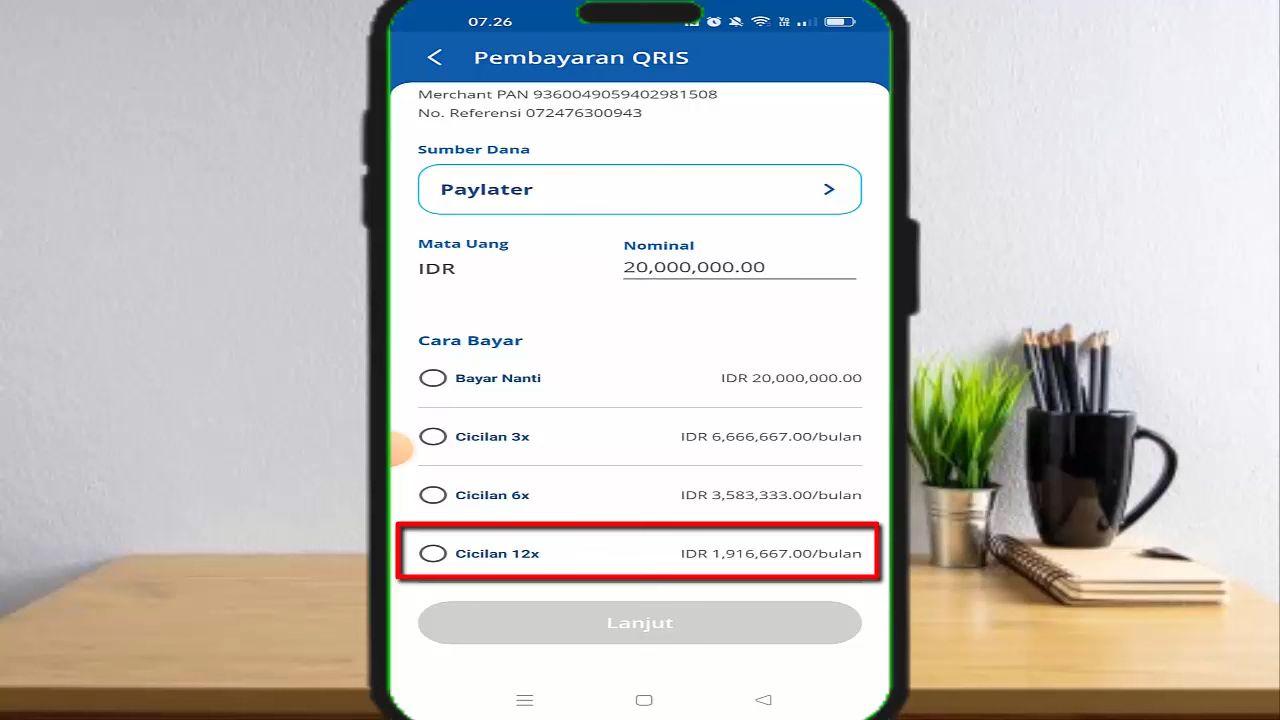 07.26
Pembayaran QRIS
Merchant PAN 9360049059402981508
No. Referensi 072476300943
Sumber Dana
Paylater
Mata Uang Nominal
IDR 20,000,000.00
Cara Bayar
Bayar Nanti IDR 20,000,000.00
Cicilan 3x IDR 6,666,667.00/bulan
Cicilan 6x IDR 3,583,333.00/bulan
Cicilan 12x IDR 1,916,667.00/bulan
Lanjut